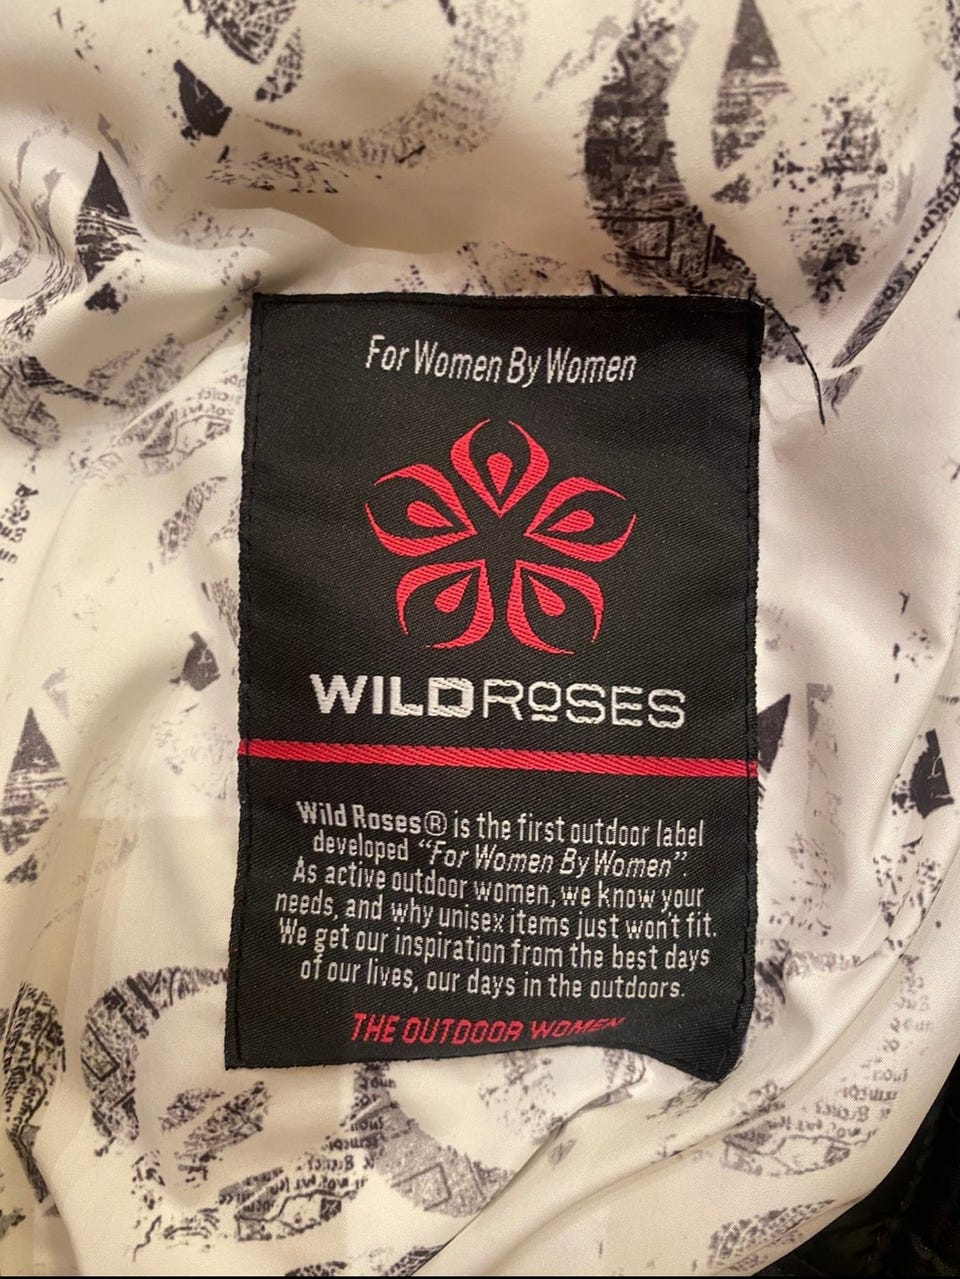 For Women By Women
WILD ROSES
Wild Roses® is the first outdoor label
developed "For Women By Women".
As active outdoor women, we know your
needs, and why unisex items just won't fit.
We get our inspiration from the best days
of our lives, our days in the outdoors.
THE OUTDOOR WOMEN